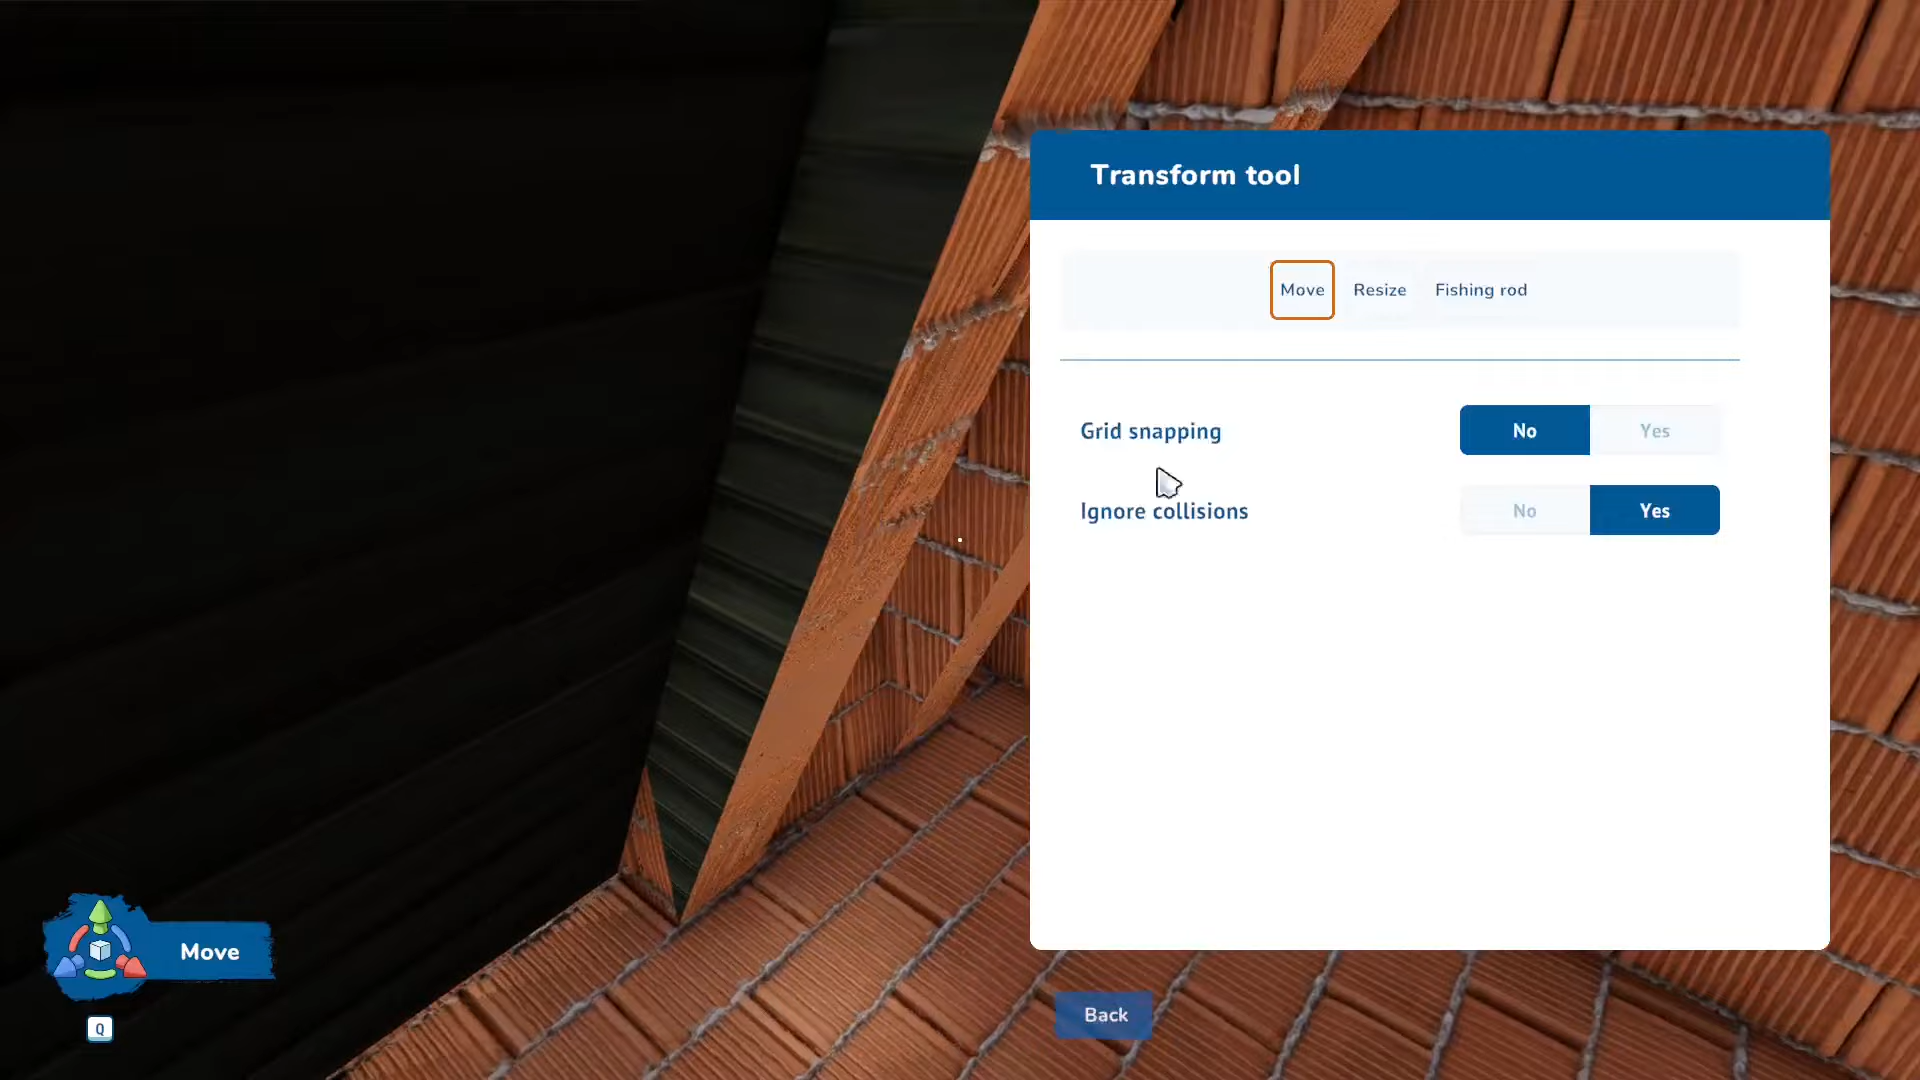 Transform tool
Move Resize Fishing rod
Grid snapping No Yes
Ignore collisions No Yes
Move
Q
Back